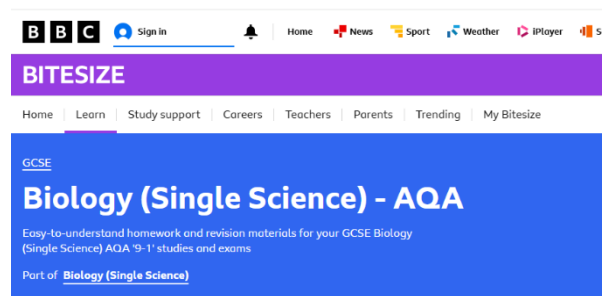 BBC Sign in Home News Sport Weather iPlayer S
BITESIZE
Home Learn Study support Careers Teachers Parents Trending My Bitesize
GCSE
Biology (Single Science) - AQA
Easy-to-understand homework and revision materials for your GCSE Biology
(Single Science) AQA '9-1' studies and exams
Part of Biology (Single Science)